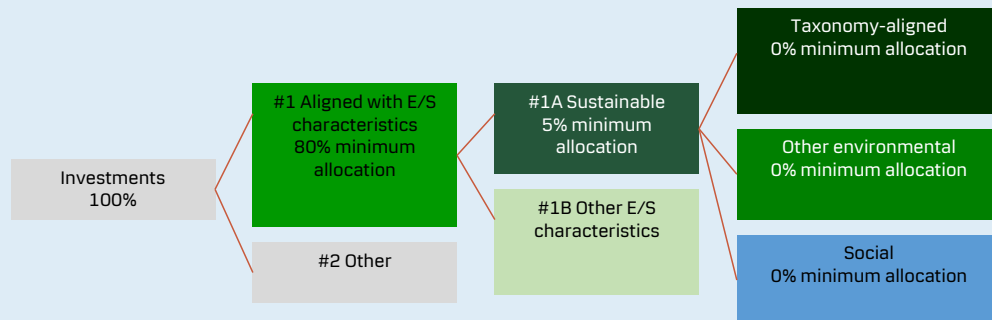 Investments
100%
#1 Aligned with E/S
characteristics
80% minimum
allocation
#2 Other
#1A Sustainable
5% minimum
allocation
#1B Other E/S
characteristics
Taxonomy-aligned
0% minimum allocation
Other environmental
0% minimum allocation
Social
0% minimum allocation